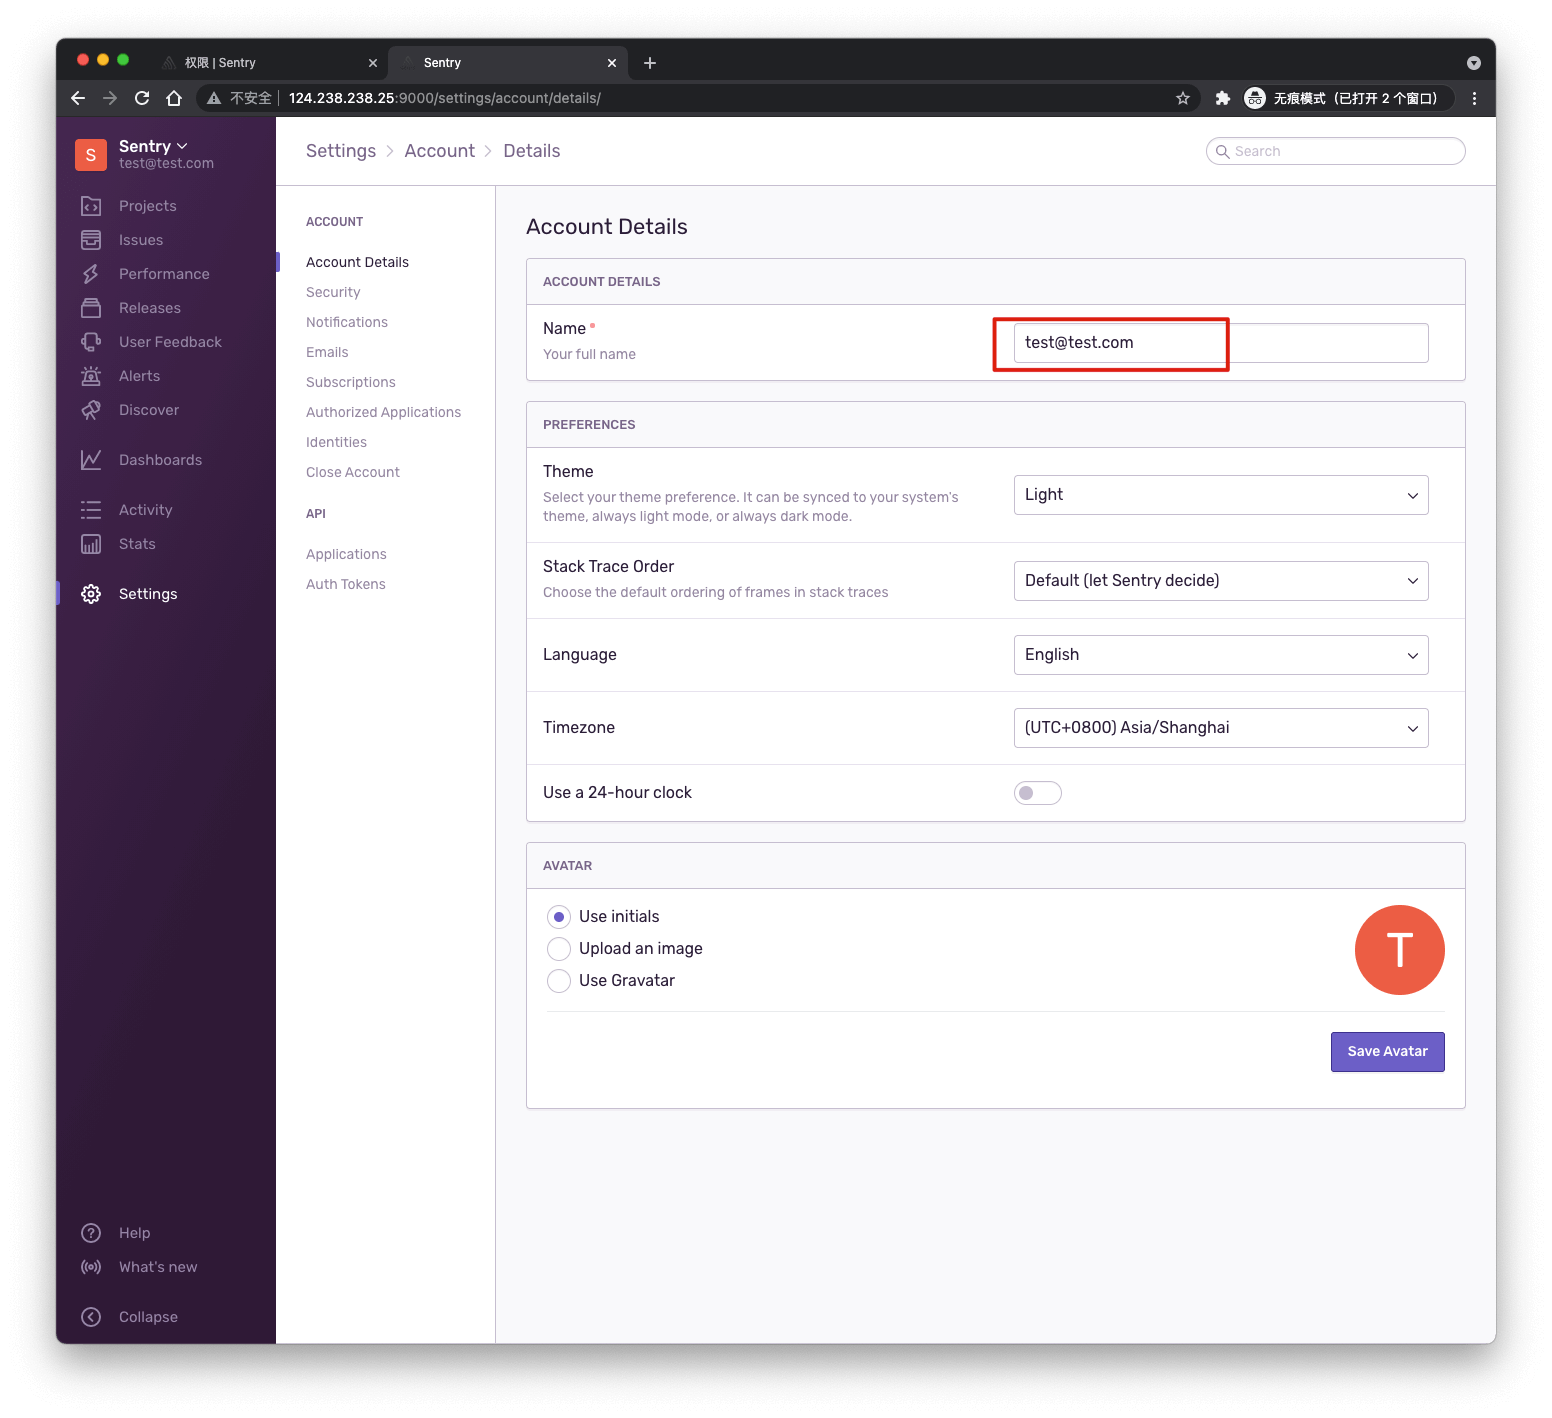 权限 | Sentry
Sentry
不安全
124.238.238.25:9000/settings/account/details/
无痕模式（已打开 2 个窗口）
S
Sentry
test@test.com
Projects
Issues
Performance
Releases
User Feedback
Alerts
Discover
Dashboards
Activity
Stats
Settings
Help
What's new
Collapse
Settings
Account
Details
Search
ACCOUNT
Account Details
Security
Notifications
Emails
Subscriptions
Authorized Applications
Identities
Close Account
API
Applications
Auth Tokens
Account Details
ACCOUNT DETAILS
Name
Your full name
test@test.com
PREFERENCES
Theme
Select your theme preference. It can be synced to your system's
theme, always light mode, or always dark mode.
Light
Stack Trace Order
Choose the default ordering of frames in stack traces
Default (let Sentry decide)
Language
English
Timezone
(UTC+0800) Asia/Shanghai
Use a 24-hour clock
AVATAR
Use initials
Upload an image
Use Gravatar
T
Save Avatar